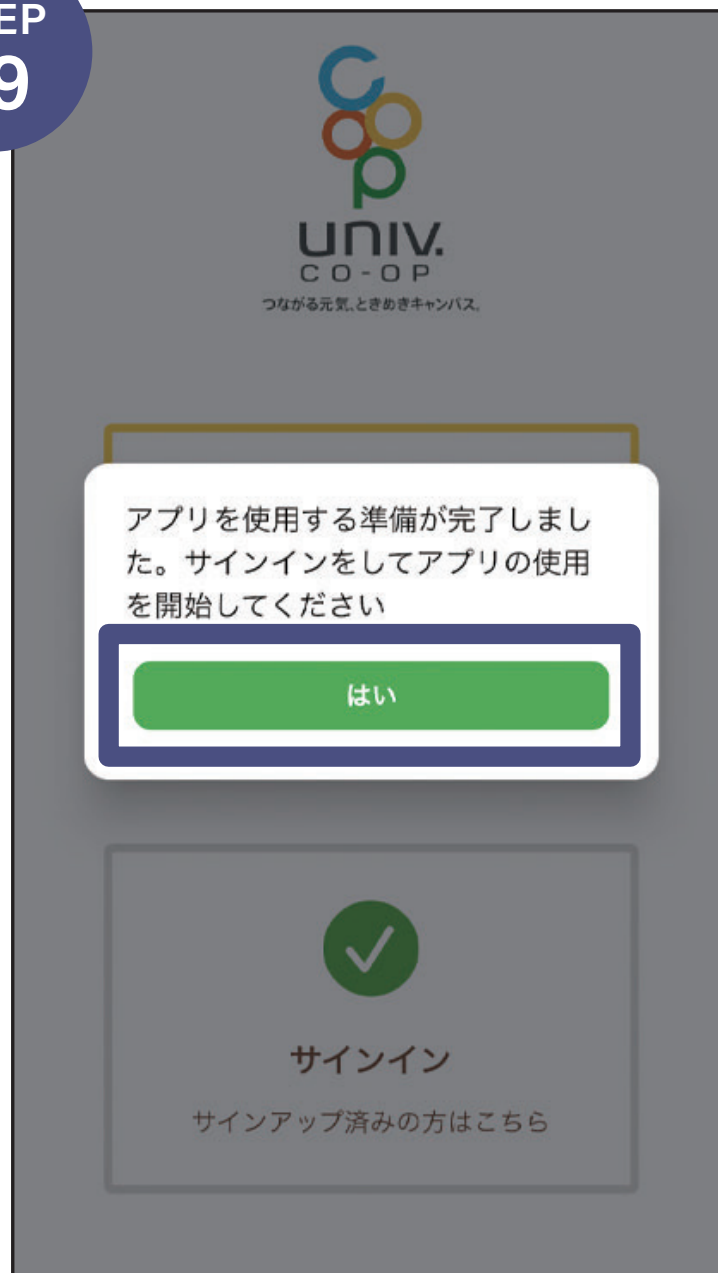 EP
9
coop
UNIV.
CO-OP
つながる元気、ときめきキャンパス。
アプリを使用する準備が完了しまし
た。サインインをしてアプリの使用
を開始してください
はい
サインイン
サインアップ済みの方はこちら